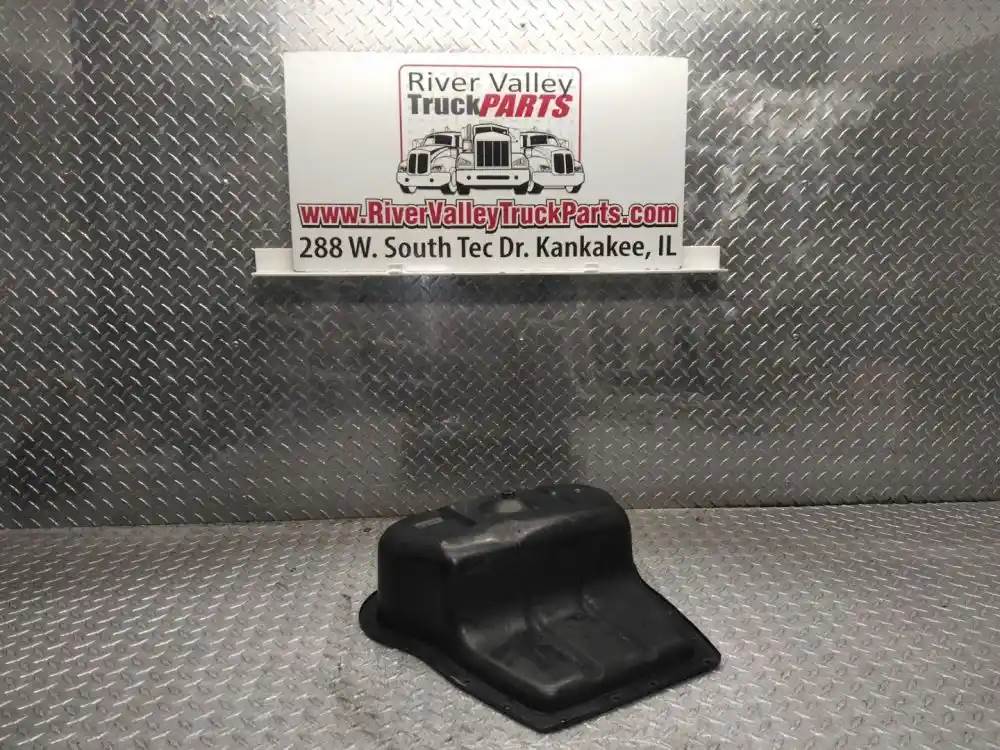 River Valley
TruckPARTS
www.RiverValleyTruckParts.com
288 W. South Tec Dr. Kankakee, IL